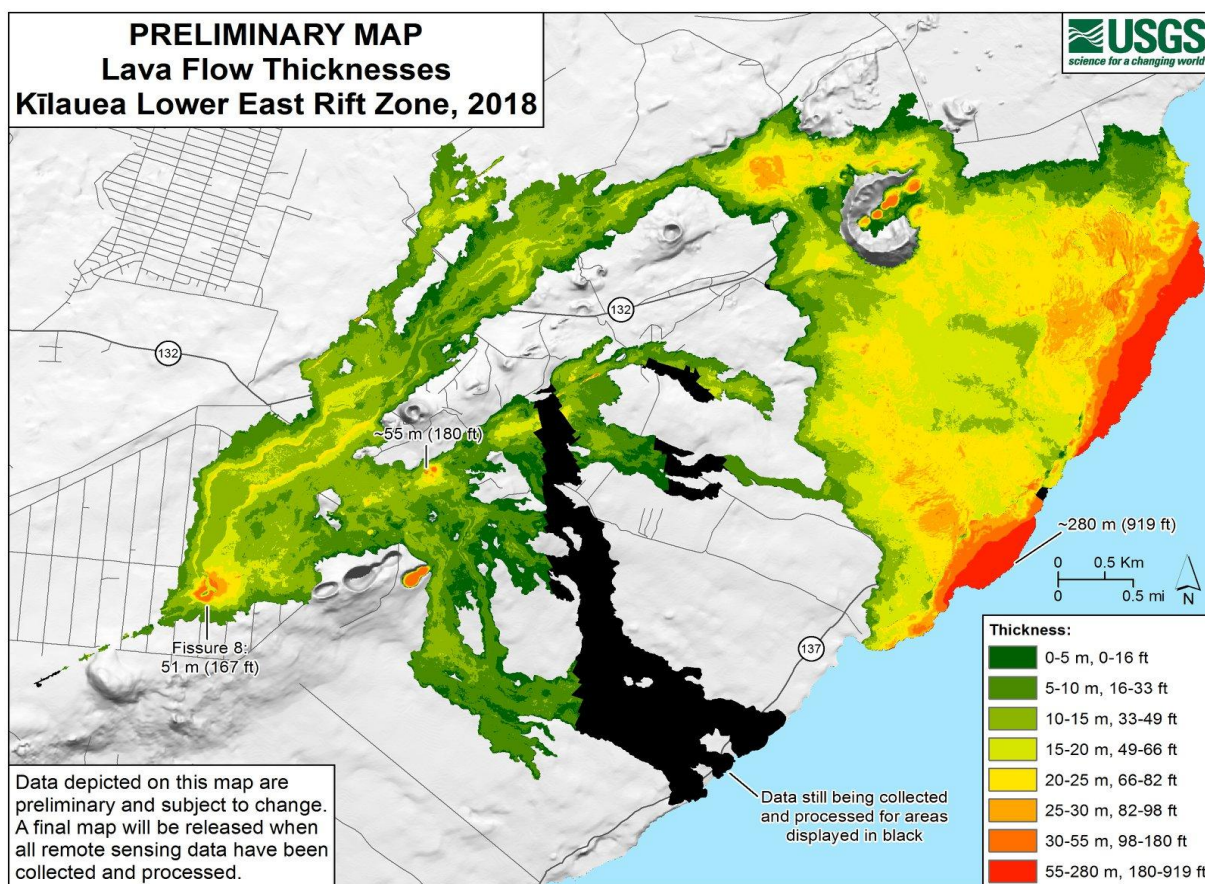 PRELIMINARY MAP
Lava Flow Thicknesses
Kīlauea Lower East Rift Zone, 2018
USGS
science for a changing world
132
132
~55 m (180 ft)
~280 m (919 ft)
0 0.5 Km
0 0.5 mi
N
Fissure 8:
51 m (167 ft)
137
Data still being collected
and processed for areas
displayed in black
Data depicted on this map are
preliminary and subject to change.
A final map will be released when
all remote sensing data have been
collected and processed.
Thickness:
0-5 m, 0-16 ft
5-10 m, 16-33 ft
10-15 m, 33-49 ft
15-20 m, 49-66 ft
20-25 m, 66-82 ft
25-30 m, 82-98 ft
30-55 m, 98-180 ft
55-280 m, 180-919 ft